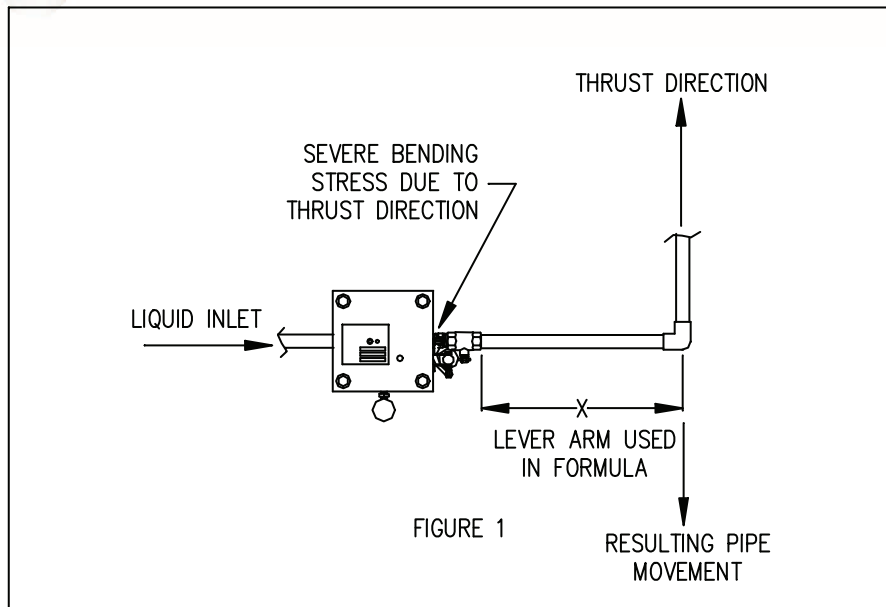 THRUST DIRECTION
SEVERE BENDING
STRESS DUE TO
THRUST DIRECTION
LIQUID INLET
X
LEVER ARM USED
IN FORMULA
FIGURE 1
RESULTING PIPE
MOVEMENT